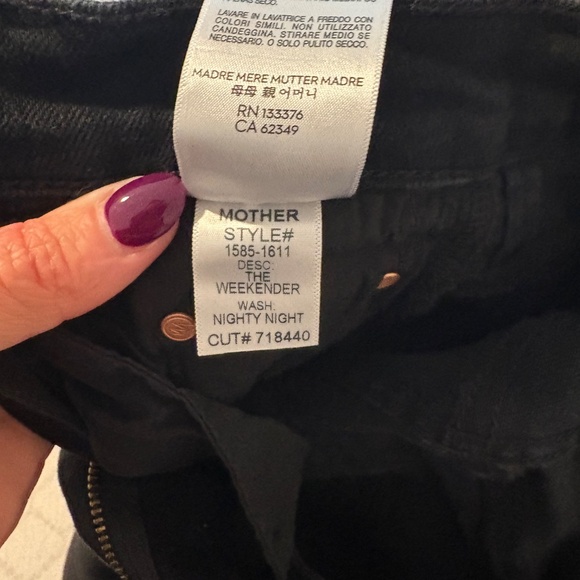 LAVARE IN LAVATRICE A FREDDO CON
COLORI SIMILI. NON UTILIZZATO
CANDEGGINA. STIRARE MEDIO SE
NECESSARIO. O SOLO PULITO SECCO.
MADRE MERE MUTTER MADRE
母母 親 어머니
RN 133376
CA 62349
MOTHER
STYLE#
1585-1611
DESC:
THE
WEEKENDER
WASH:
NIGHTY NIGHT
CUT# 718440